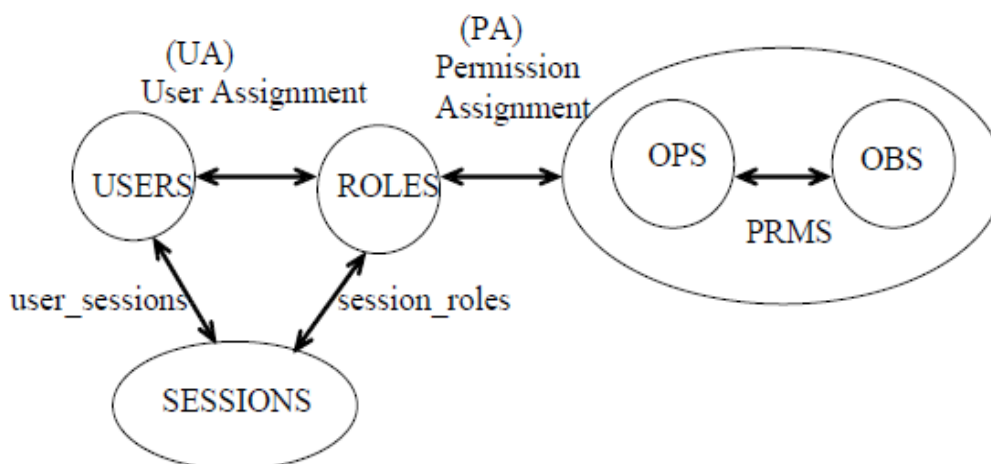 (UA)
User Assignment
(PA)
Permission
Assignment
USERS
ROLES
OPS
OBS
PRMS
user_sessions
session_roles
SESSIONS